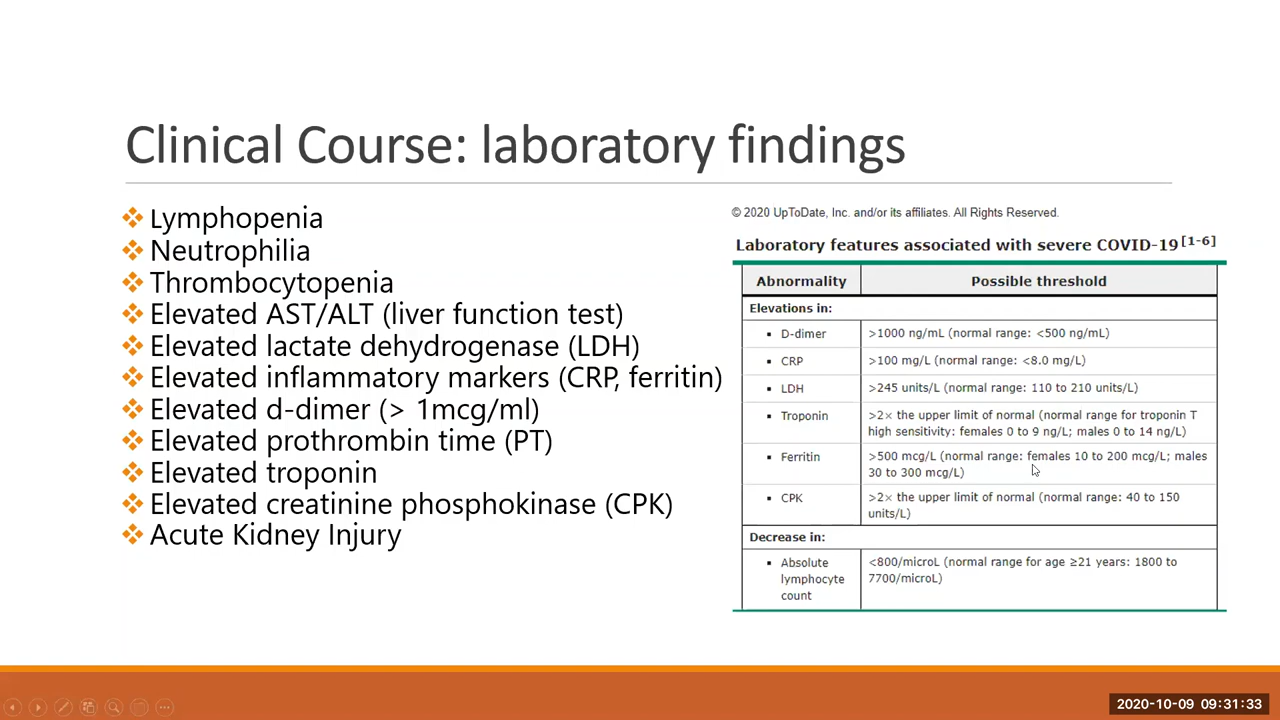 Clinical Course: laboratory findings
Lymphopenia
Neutrophilia
Thrombocytopenia
Elevated AST/ALT (liver function test)
Elevated lactate dehydrogenase (LDH)
Elevated inflammatory markers (CRP, ferritin)
Elevated d-dimer (> 1mcg/ml)
Elevated prothrombin time (PT)
Elevated troponin
Elevated creatinine phosphokinase (CPK)
Acute Kidney Injury
© 2020 UpToDate, Inc. and/or its affiliates. All Rights Reserved.
Laboratory features associated with severe COVID-19[1-6]
Abnormality Possible threshold
Elevations in:
D-dimer >1000 ng/mL (normal range: <500 ng/mL)
CRP >100 mg/L (normal range: <8.0 mg/L)
LDH >245 units/L (normal range: 110 to 210 units/L)
Troponin >2× the upper limit of normal (normal range for troponin T
high sensitivity: females 0 to 9 ng/L; males 0 to 14 ng/L)
Ferritin >500 mcg/L (normal range: females 10 to 200 mcg/L; males
30 to 300 mcg/L)
CPK >2× the upper limit of normal (normal range: 40 to 150
units/L)
Decrease in:
Absolute <800/microL (normal range for age ≥21 years: 1800 to
lymphocyte 7700/microL)
count
2020-10-09 09:31:33